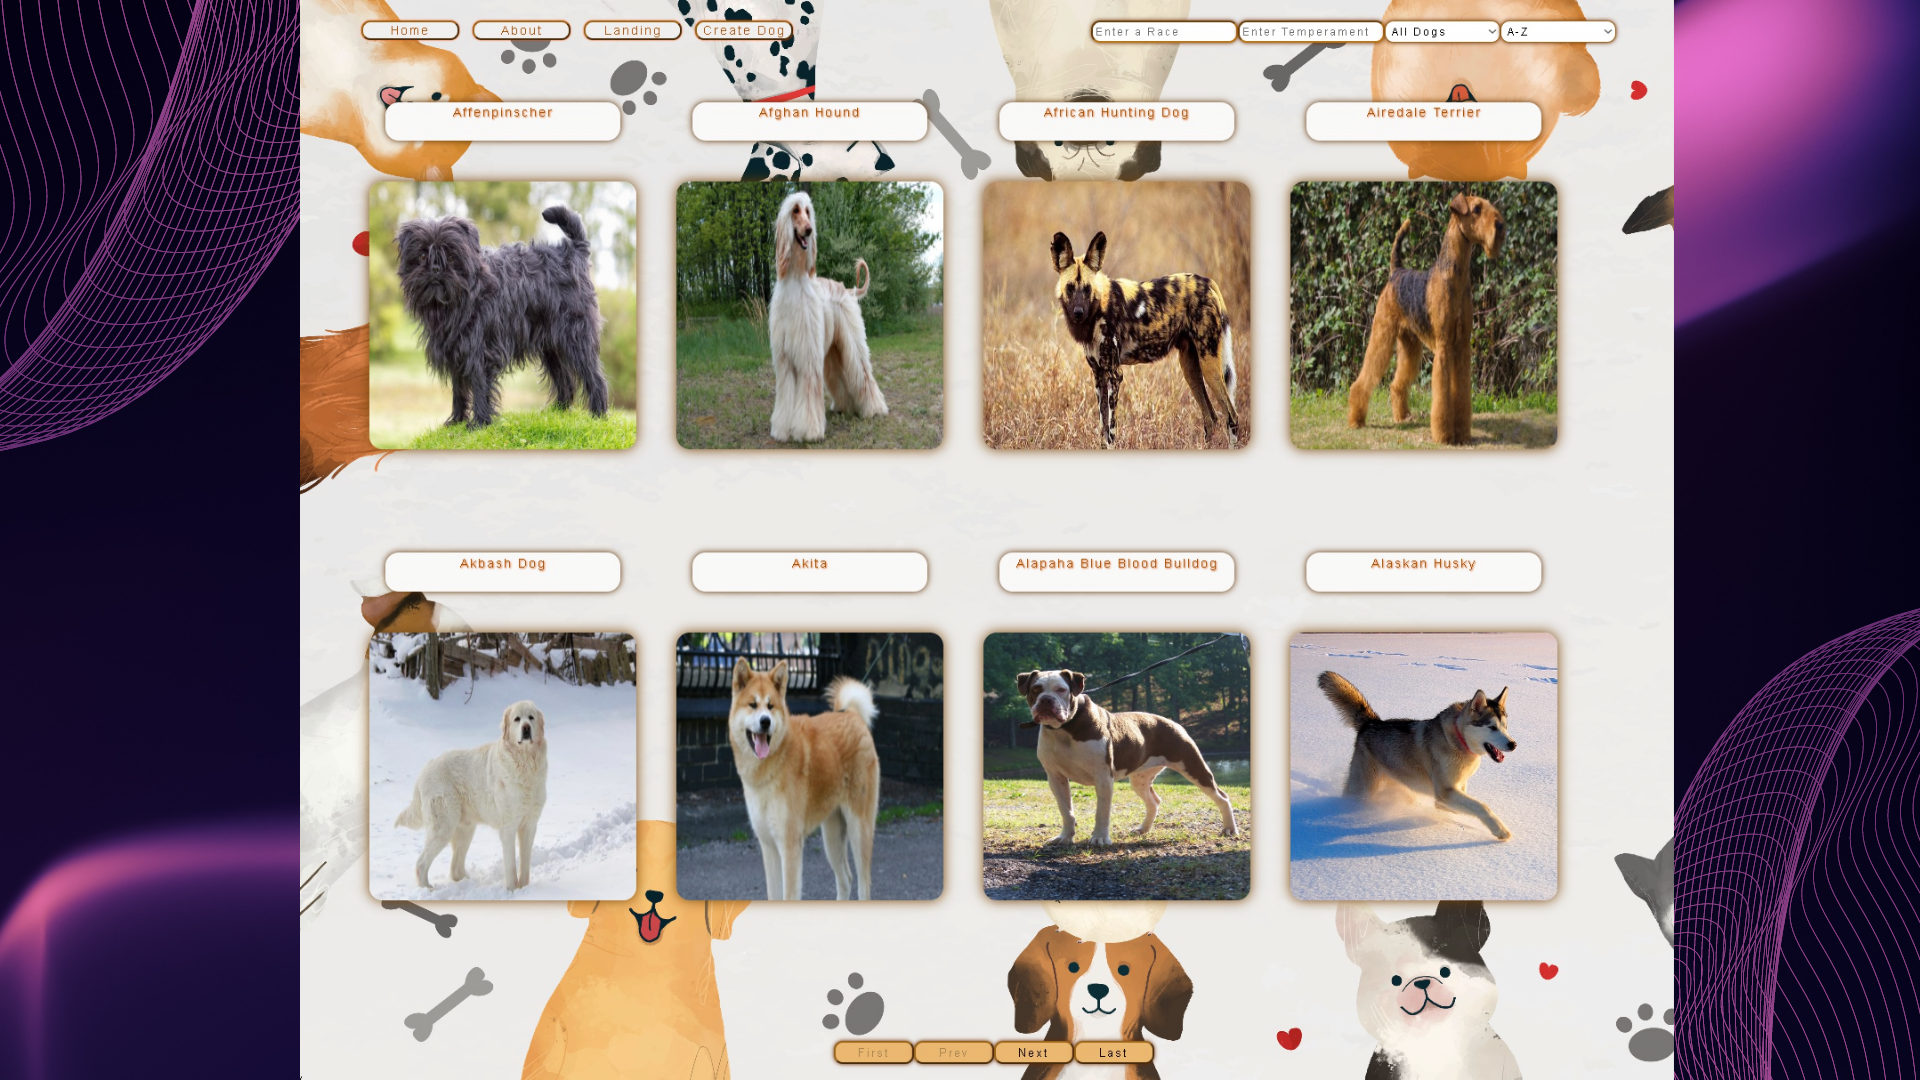 Home About Landing Create Dog Enter a Race Enter Temperament All Dogs A-Z
Affenpinscher Afghan Hound African Hunting Dog Airedale Terrier
Akbash Dog Akita Alapaha Blue Blood Bulldog Alaskan Husky
First Prev Next Last